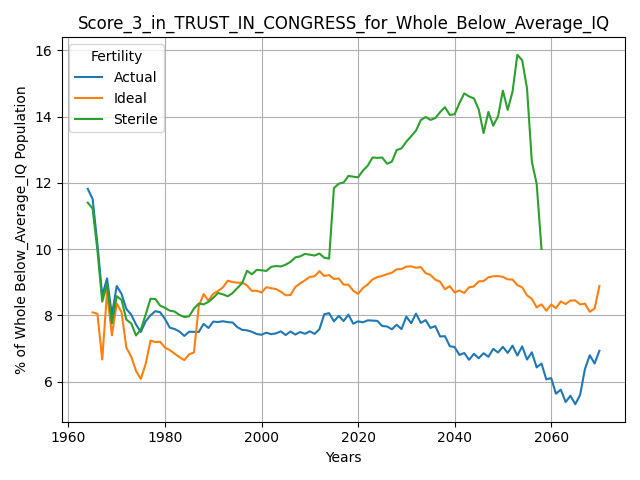 Score_3_in_TRUST_IN_CONGRESS_for_Whole_Below_Average_IQ
Fertility
Actual
Ideal
Sterile
% of Whole Below_Average_IQ Population
16
14
12
10
8
6
1960
1980
2000
2020
2040
2060
Years